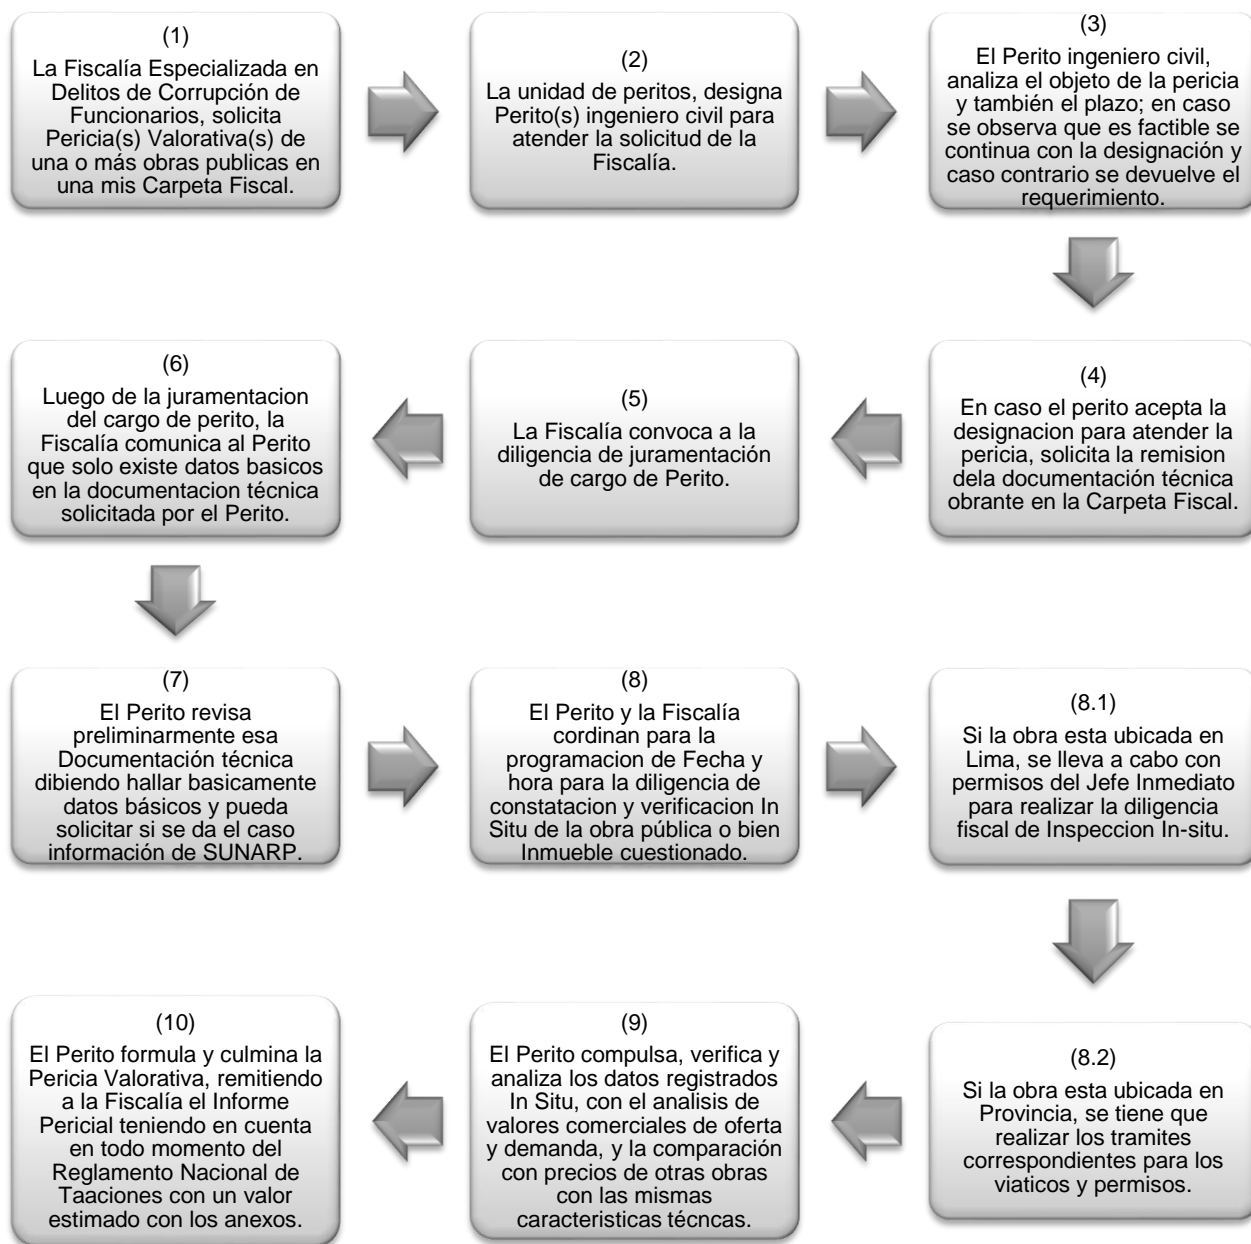 (1)
La Fiscalía Especializada en
Delitos de Corrupción de
Funcionarios, solicita
Pericia(s) Valorativa(s) de
una o más obras publicas en
una mis Carpeta Fiscal.
(2)
La unidad de peritos, designa
Perito(s) ingeniero civil para
atender la solicitud de la
Fiscalía.
(3)
El Perito ingeniero civil,
analiza el objeto de la pericia
y también el plazo; en caso
se observa que es factible se
continua con la designación y
caso contrario se devuelve el
requerimiento.
(4)
En caso el perito acepta la
designacion para atender la
pericia, solicita la remision
dela documentación técnica
obrante en la Carpeta Fiscal.
(5)
La Fiscalía convoca a la
diligencia de juramentación
de cargo de Perito.
(6)
Luego de la juramentacion
del cargo de perito, la
Fiscalía comunica al Perito
que solo existe datos basicos
en la documentacion técnica
solicitada por el Perito.
(7)
El Perito revisa
preliminarmente esa
Documentación técnica
dibiendo hallar basicamente
datos básicos y pueda
solicitar si se da el caso
información de SUNARP.
(8)
El Perito y la Fiscalía
cordinan para la
programacion de Fecha y
hora para la diligencia de
constatacion y verificacion In
Situ de la obra pública o bien
Inmueble cuestionado.
(8.1)
Si la obra esta ubicada en
Lima, se lleva a cabo con
permisos del Jefe Inmediato
para realizar la diligencia
fiscal de Inspeccion In-situ.
(8.2)
Si la obra esta ubicada en
Provincia, se tiene que
realizar los tramites
correspondientes para los
viaticos y permisos.
(9)
El Perito compulsa, verifica y
analiza los datos registrados
In Situ, con el analisis de
valores comerciales de oferta
y demanda, y la comparación
con precios de otras obras
con las mismas
caracteristicas técncas.
(10)
El Perito formula y culmina la
Pericia Valorativa, remitiendo
a la Fiscalía el Informe
Pericial teniendo en cuenta
en todo momento del
Reglamento Nacional de
Taaciones con un valor
estimado con los anexos.